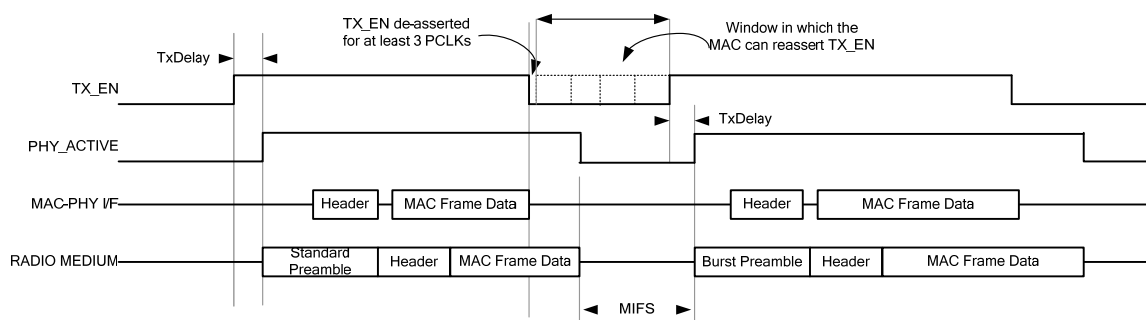 TX_EN de-asserted
for at least 3 PCLKs
Window in which the
MAC can reassert TX_EN
TxDelay
TX_EN
TxDelay
PHY_ACTIVE
MAC-PHY I/F
Header
MAC Frame Data
Header
MAC Frame Data
RADIO MEDIUM
Standard
Preamble
Header
MAC Frame Data
Burst Preamble
Header
MAC Frame Data
MIFS